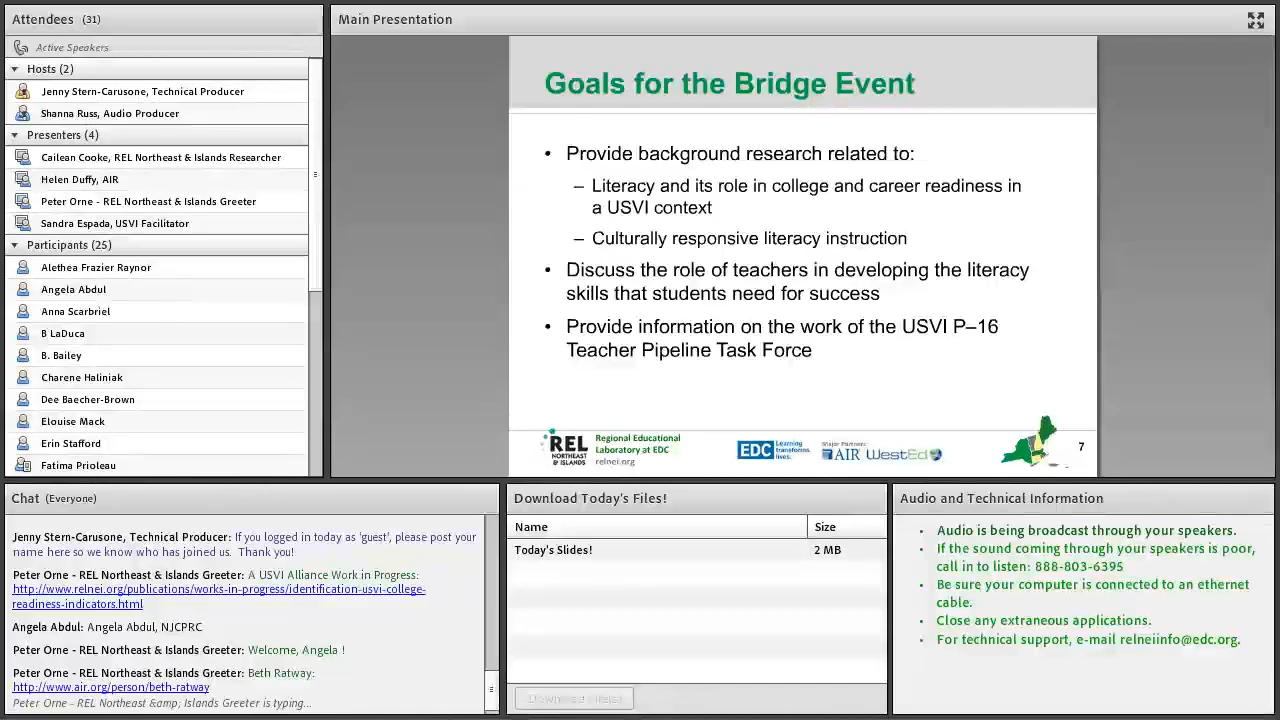 Attendees (31)
Active Speakers
Hosts (2)
Jenny Stern-Carusone, Technical Producer
Shanna Russ, Audio Producer
Presenters (4)
Cailean Cooke, REL Northeast & Islands Researcher
Helen Duffy, AIR
Peter Orne - REL Northeast & Islands Greeter
Sandra Espada, USVI Facilitator
Participants (25)
Alethea Frazier Raynor
Angela Abdul
Anna Scarbriel
B LaDuca
B. Bailey
Charene Haliniak
Dee Baecher-Brown
Elouise Mack
Erin Stafford
Fatima Prioleau
Main Presentation
Goals for the Bridge Event
• Provide background research related to:
– Literacy and its role in college and career readiness in
a USVI context
– Culturally responsive literacy instruction
• Discuss the role of teachers in developing the literacy
skills that students need for success
• Provide information on the work of the USVI P–16
Teacher Pipeline Task Force
REL
NORTHEAST
& ISLANDS
Regional Educational
Laboratory at EDC
relnei.org
EDC
Learning
transforms
lives.
Major Partners:
AIR WestEd
7
Chat (Everyone)
Jenny Stern-Carusone, Technical Producer: If you logged in today as 'guest', please post your
name here so we know who has joined us. Thank you!
Peter Orne - REL Northeast & Islands Greeter: A USVI Alliance Work in Progress:
http://www.relnei.org/publications/works-in-progress/identification-usvi-college-
readiness-indicators.html
Angela Abdul: Angela Abdul, NJCPRC
Peter Orne - REL Northeast & Islands Greeter: Welcome, Angela !
Peter Orne - REL Northeast & Islands Greeter: Beth Ratway:
http://www.air.org/person/beth-ratway
Peter Orne - REL Northeast &amp; Islands Greeter is typing...
Download Today's Files!
Name Size
Today's Slides! 2 MB
Audio and Technical Information
• Audio is being broadcast through your speakers.
• If the sound coming through your speakers is poor,
call in to listen: 888-803-6395
• Be sure your computer is connected to an ethernet
cable.
• Close any extraneous applications.
• For technical support, e-mail relneiinfo@edc.org.